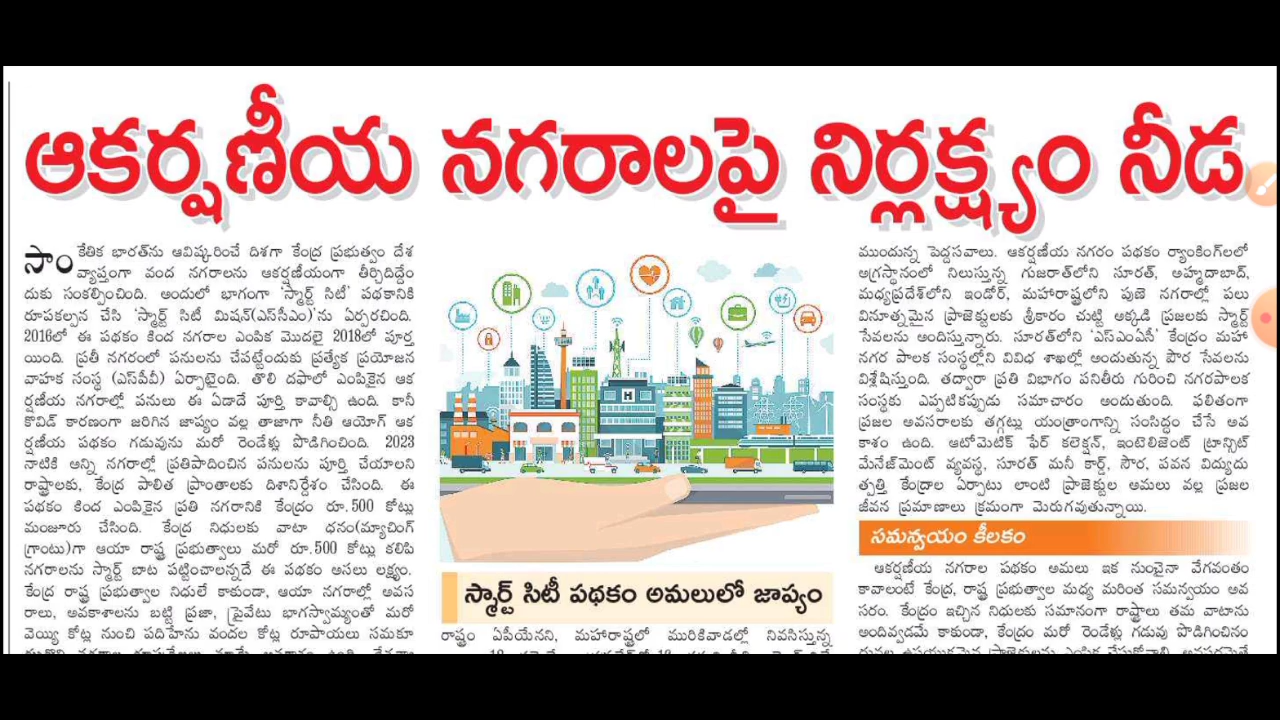 ఆకర్షణీయ నగరాలపై నిర్లక్ష్యం నీడ
సాంకేతిక భారత్‌ను ఆవిష్కరించే దిశగా కేంద్ర ప్రభుత్వం దేశ
వ్యాప్తంగా వంద నగరాలను ఆకర్షణీయంగా తీర్చిదిద్దేం
దుకు సంకల్పించింది. అందులో భాగంగా ‘స్మార్ట్ సిటీ’ పథకానికి
రూపకల్పన చేసి ‘స్మార్ట్ సిటీ మిషన్(ఎస్‌సీఎం)’ను ఏర్పరచింది.
2016లో ఈ పథకం కింద నగరాల ఎంపిక మొదలై 2018లో పూర్త
యింది. ప్రతీ నగరంలో పనులను చేపట్టేందుకు ప్రత్యేక ప్రయోజన
వాహక సంస్థ (ఎస్‌పీవీ) ఏర్పాటైంది. తొలి దఫాలో ఎంపికైన ఆక
ర్షణీయ నగరాల్లో పనులు ఈ ఏడాదే పూర్తి కావాల్సి ఉంది. కానీ
కొవిడ్ కారణంగా జరిగిన జాప్యం వల్ల తాజాగా నీతి ఆయోగ్ ఆక
ర్షణీయ పథకం గడువును మరో రెండేళ్లు పొడిగించింది. 2023
నాటికి అన్ని నగరాల్లో ప్రతిపాదించిన పనులను పూర్తి చేయాలని
రాష్ట్రాలకు, కేంద్ర పాలిత ప్రాంతాలకు దిశానిర్దేశం చేసింది. ఈ
పథకం కింద ఎంపికైన ప్రతి నగరానికి కేంద్రం రూ.500 కోట్లు
మంజూరు చేసింది. కేంద్ర నిధులకు వాటా ధనం(మ్యాచింగ్
గ్రాంటు)గా ఆయా రాష్ట్ర ప్రభుత్వాలు మరో రూ.500 కోట్లు కలిపి
నగరాలను స్మార్ట్ బాట పట్టించాలన్నదే ఈ పథకం అసలు లక్ష్యం.
కేంద్ర రాష్ట్ర ప్రభుత్వాల నిధులే కాకుండా, ఆయా నగరాల్లో అవస
రాలు, అవకాశాలను బట్టి ప్రజా, ప్రైవేటు భాగస్వామ్యంతో మరో
వెయ్యి కోట్ల నుంచి పదిహేను వందల కోట్ల రూపాయలు సమకూ
H
స్మార్ట్ సిటీ పథకం అమలులో జాప్యం
రాష్ట్రం ఏపీయేనని, మహారాష్ట్రలో మురికివాడల్లో నివసిస్తున్న
ముందున్న పెద్దసవాలు. ఆకర్షణీయ నగరం పథకం ర్యాంకింగ్‌లలో
అగ్రస్థానంలో నిలుస్తున్న గుజరాత్‌లోని సూరత్, అహ్మదాబాద్,
మధ్యప్రదేశ్‌లోని ఇండోర్, మహారాష్ట్రలోని పుణె నగరాల్లో పలు
వినూత్నమైన ప్రాజెక్టులకు శ్రీకారం చుట్టి అక్కడి ప్రజలకు స్మార్ట్
సేవలను అందిస్తున్నారు. సూరత్‌లోని ‘ఎస్ఎంఏసీ’ కేంద్రం మహా
నగర పాలక సంస్థల్లోని వివిధ శాఖల్లో అందుతున్న పౌర సేవలను
విశ్లేషిస్తుంది. తద్వారా ప్రతి విభాగం పనితీరు గురించి నగరపాలక
సంస్థకు ఎప్పటికప్పుడు సమాచారం అందుతుంది. ఫలితంగా
ప్రజల అవసరాలకు తగ్గట్లు యంత్రాంగాన్ని సంసిద్ధం చేసే అవ
కాశం ఉంది. ఆటోమెటిక్ ఫేర్ కలెక్షన్, ఇంటెలిజెంట్ ట్రాన్సిట్
మేనేజ్‌మెంట్ వ్యవస్థ, సూరత్ మనీ కార్డ్, సౌర, పవన విద్యుదు
త్పత్తి కేంద్రాల ఏర్పాటు లాంటి ప్రాజెక్టుల అమలు వల్ల ప్రజల
జీవన ప్రమాణాలు క్రమంగా మెరుగవుతున్నాయి.
సమన్వయం కీలకం
ఆకర్షణీయ నగరాల పథకం అమలు ఇక నుంచైనా వేగవంతం
కావాలంటే కేంద్ర, రాష్ట్ర ప్రభుత్వాల మధ్య మరింత సమన్వయం అవ
సరం. కేంద్రం ఇచ్చిన నిధులకు సమానంగా రాష్ట్రాలు తమ వాటాను
అందివ్వడమే కాకుండా, కేంద్రం మరో రెండేళ్లు గడువు పొడిగించినం